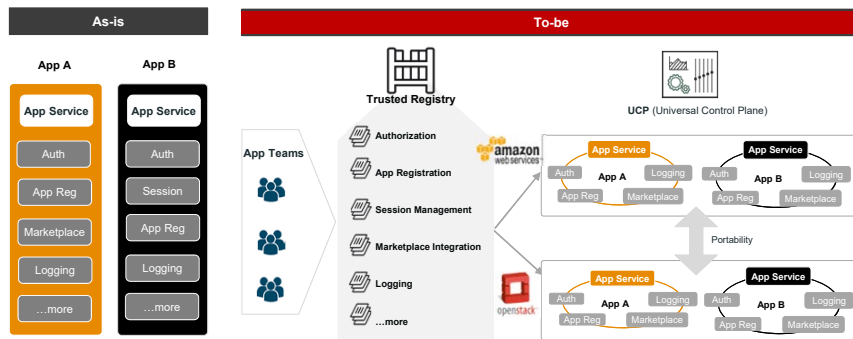 As-is
App A
App Service
Auth
App Reg
Marketplace
Logging
...more
App B
App Service
Auth
Session
App Reg
Logging
...more
To-be
App Teams
Trusted Registry
Authorization
App Registration
Session Management
Marketplace Integration
Logging
...more
amazon
web services™
openstack
UCP (Universal Control Plane)
App Service
Auth
Logging
App A
App Reg
Marketplace
App Service
Auth
Logging
App B
App Reg
Marketplace
Portability
App Service
Auth
Logging
App A
App Reg
Marketplace
App Service
Auth
Logging
App B
App Reg
Marketplace